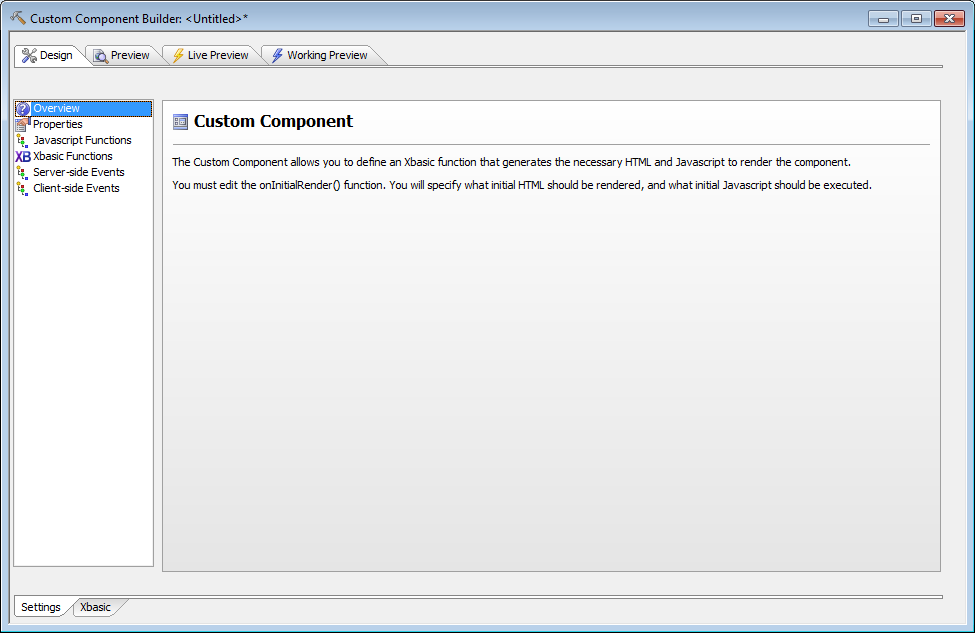 Custom Component Builder: <Untitled>*
Design Preview Live Preview Working Preview
Overview
Properties
Javascript Functions
XB Xbasic Functions
Server-side Events
Client-side Events
Custom Component
The Custom Component allows you to define an Xbasic function that generates the necessary HTML and Javascript to render the component.
You must edit the onInitialRender() function. You will specify what initial HTML should be rendered, and what initial Javascript should be executed.
Settings Xbasic